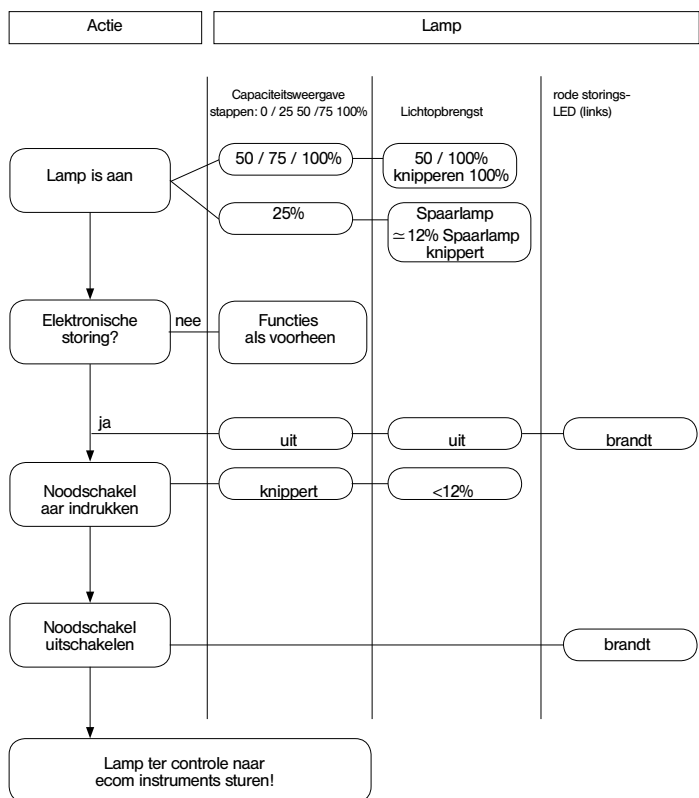 Actie
Lamp
Capaciteitsweergave
stappen: 0 / 25 50 /75 100%
Lichtopbrengst
rode storings-
LED (links)
Lamp is aan
50 / 75 / 100%
50 / 100%
knipperen 100%
25%
Spaarlamp
≃12% Spaarlamp
knippert
Elektronische
storing?
nee
Functies
als voorheen
ja
uit
uit
brandt
Noodschakel
aar indrukken
knippert
<12%
Noodschakel
uitschakelen
brandt
Lamp ter controle naar
ecom instruments sturen!